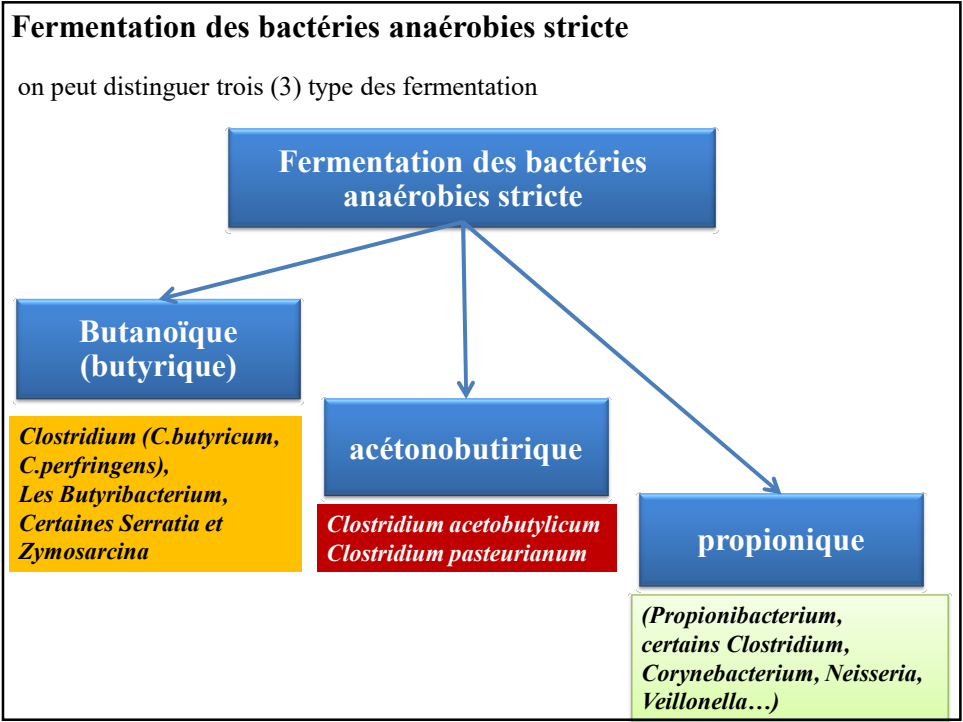 Fermentation des bactéries anaérobies stricte
on peut distinguer trois (3) type des fermentation
Fermentation des bactéries
anaérobies stricte
Butanoïque
(butyrique)
Clostridium (C.butyricum,
C.perfringens),
Les Butyribacterium,
Certaines Serratia et
Zymosarcina
acétonobutirique
Clostridium acetobutylicum
Clostridium pasteurianum
propionique
(Propionibacterium,
certains Clostridium,
Corynebacterium, Neisseria,
Veillonella…)